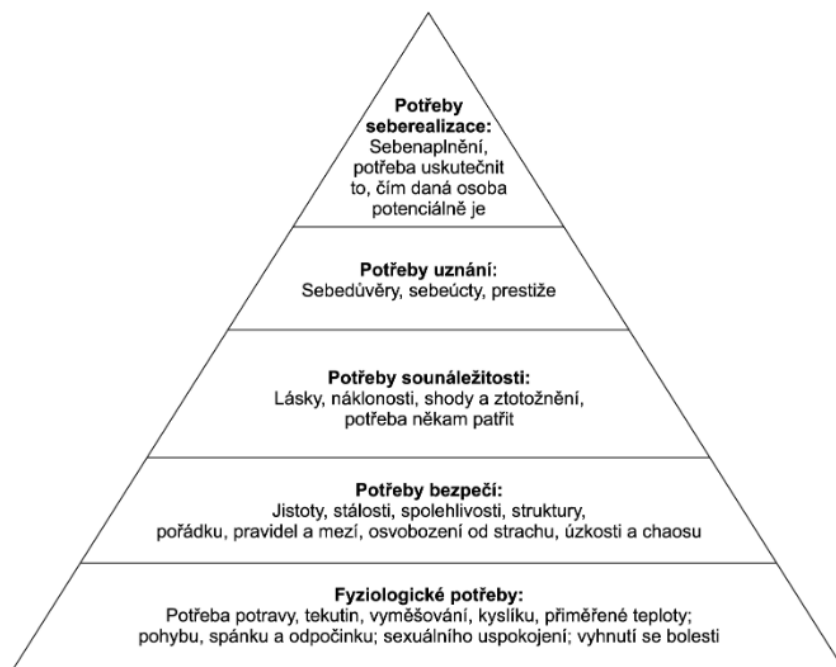 Potřeby
seberealizace:
Sebenaplnění,
potřeba uskutečnit
to, čím daná osoba
potenciálně je
Potřeby uznání:
Sebedůvěry, sebeúcty, prestiže
Potřeby sounáležitosti:
Lásky, náklonosti, shody a ztotožnění,
potřeba někam patřit
Potřeby bezpečí:
Jistoty, stálosti, spolehlivosti, struktury,
pořádku, pravidel a mezí, osvobození od strachu, úzkosti a chaosu
Fyziologické potřeby:
Potřeba potravy, tekutin, vyměšování, kyslíku, přiměřené teploty;
pohybu, spánku a odpočinku; sexuálního uspokojení; vyhnutí se bolesti